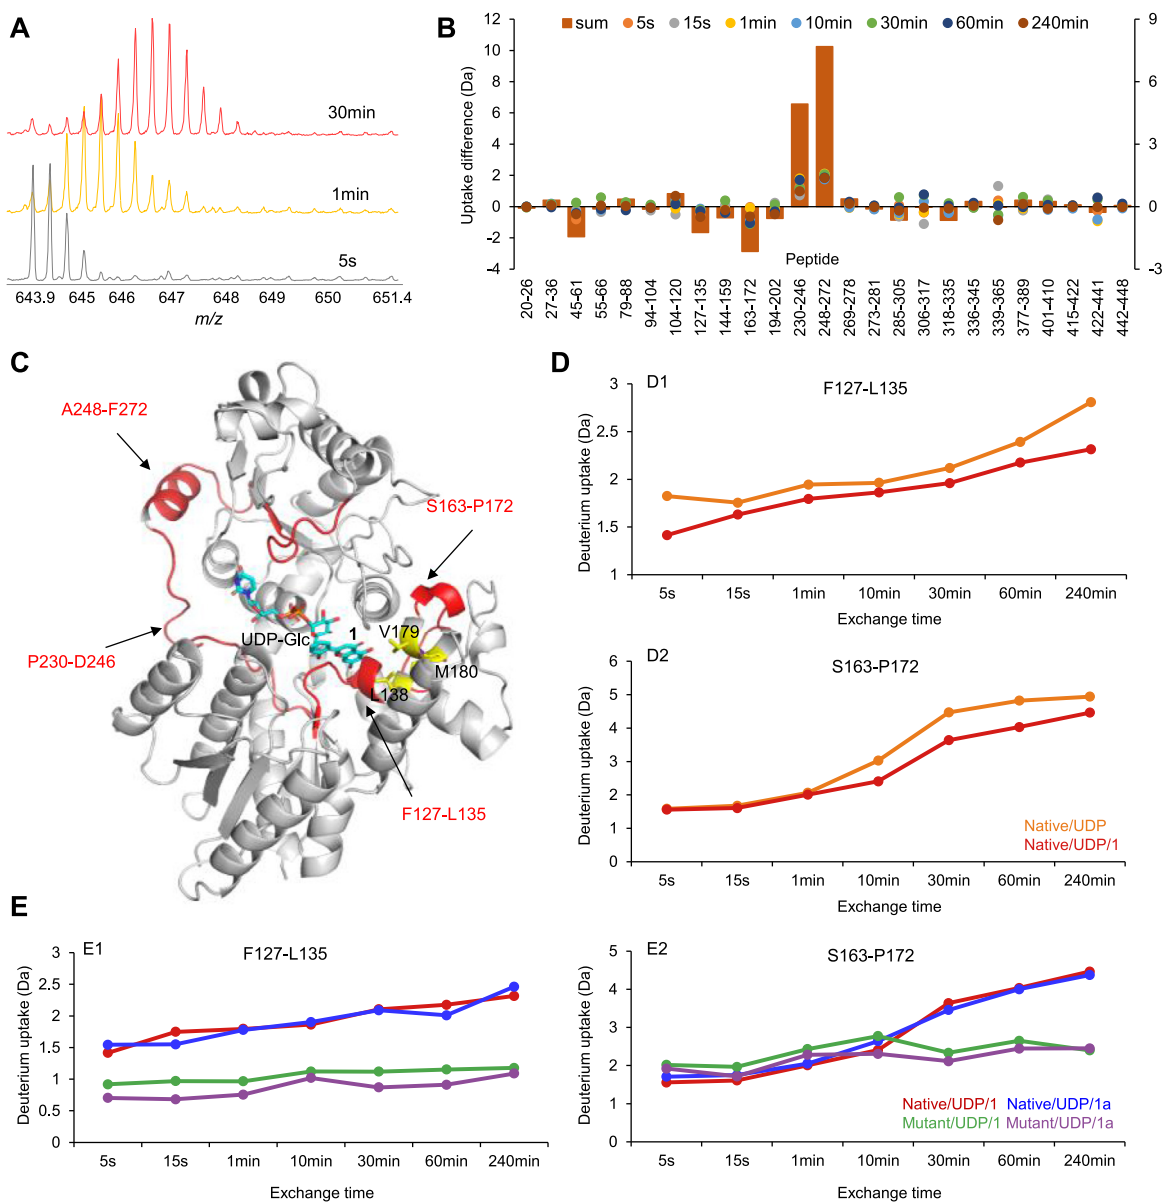 A
30min
1min
5s
643.9 645 646 647 648 649 650 651.4
m/z
B
sum 5s 15s 1min 10min 30min 60min 240min
Uptake difference (Da)
12
10
8
6
4
2
0
-2
-4
9
6
3
0
-3
Peptide
20-26
27-36
45-61
55-66
79-88
94-104
104-120
127-135
144-159
163-172
194-202
230-246
248-272
269-278
273-281
285-305
306-317
318-335
336-345
339-365
377-389
401-410
415-422
422-441
442-448
C
A248-F272
S163-P172
UDP-Glc
1
V179
M180
L138
P230-D246
F127-L135
D
D1
F127-L135
Deuterium uptake (Da)
3
2.5
2
1.5
1
5s 15s 1min 10min 30min 60min 240min
Exchange time
D2
S163-P172
Deuterium uptake (Da)
6
5
4
3
2
1
0
Native/UDP
Native/UDP/1
5s 15s 1min 10min 30min 60min 240min
Exchange time
E
E1
F127-L135
Deuterium uptake (Da)
3
2.5
2
1.5
1
0.5
0
5s 15s 1min 10min 30min 60min 240min
Exchange time
E2
S163-P172
Deuterium uptake (Da)
5
4
3
2
1
0
Native/UDP/1 Native/UDP/1a
Mutant/UDP/1 Mutant/UDP/1a
5s 15s 1min 10min 30min 60min 240min
Exchange time